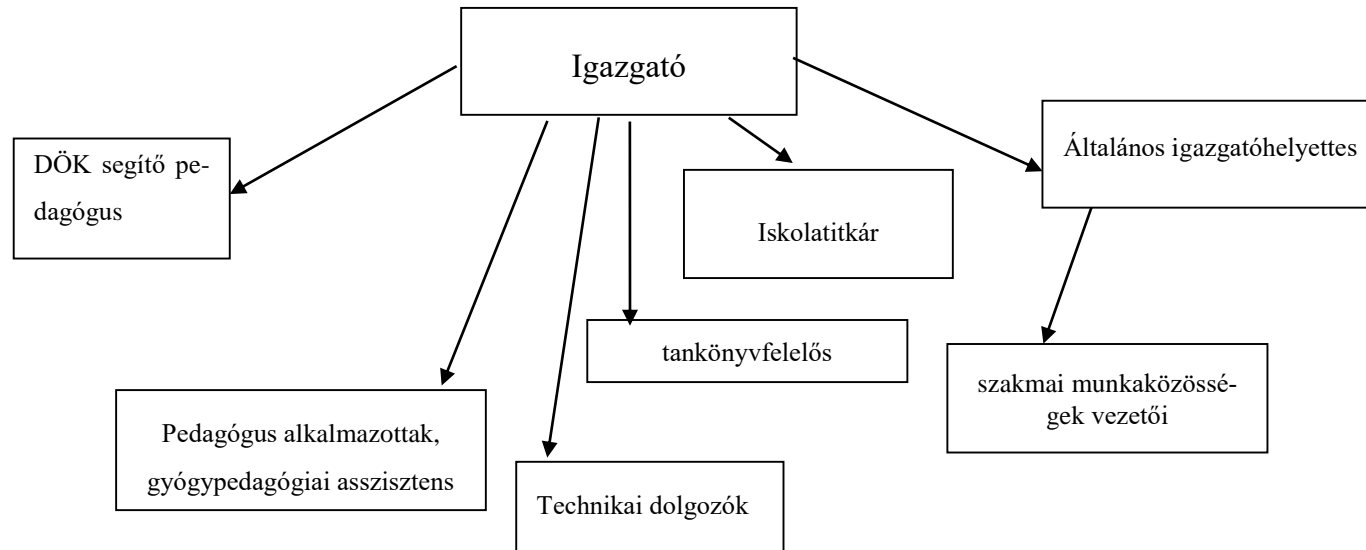 Igazgató
Általános igazgatóhelyettes
DÖK segítő pe-
dagógus
Iskolatitkár
tankönyvfelelős
szakmai munkaközössé-
gek vezetői
Pedagógus alkalmazottak,
gyógypedagógiai asszisztens
Technikai dolgozók